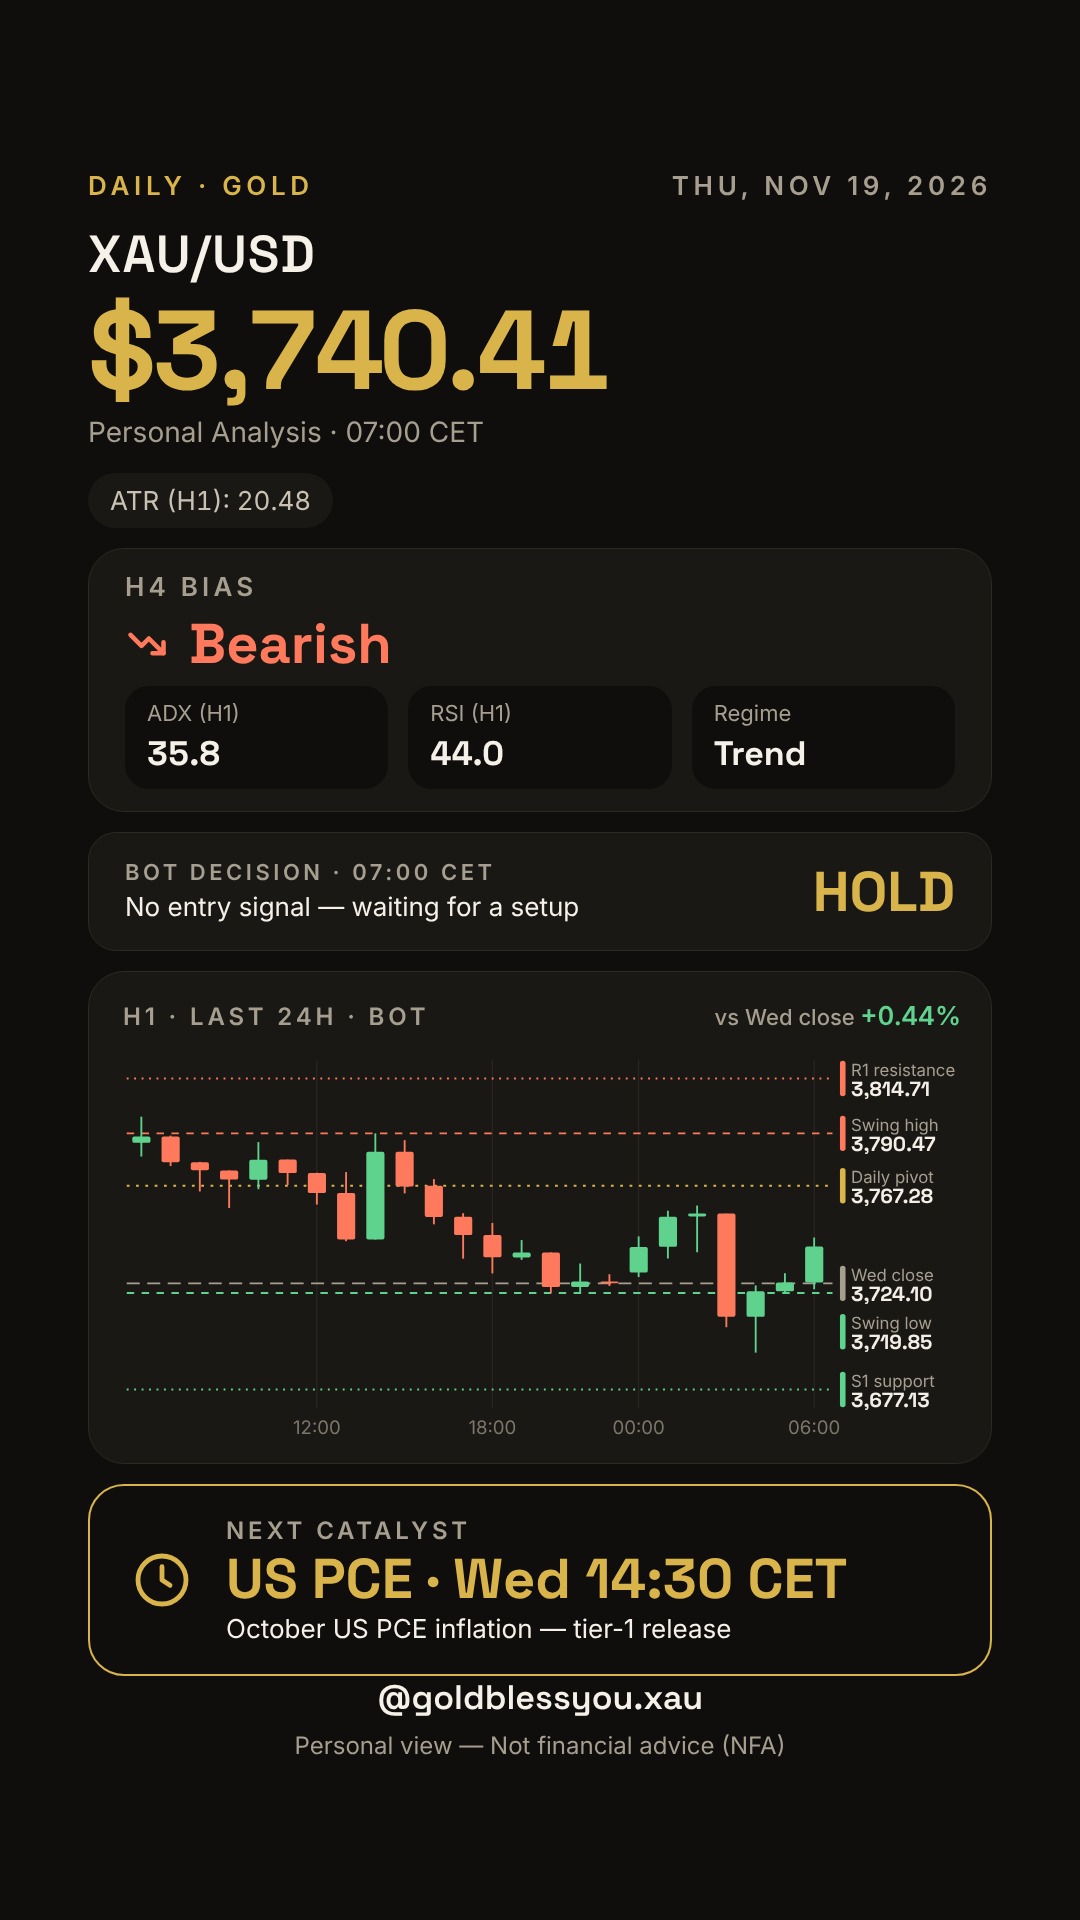 DAILY · GOLD
THU, NOV 19, 2026
XAU/USD
$3,740.41
Personal Analysis · 07:00 CET
ATR (H1): 20.48
H4 BIAS
Bearish
ADX (H1)
35.8
RSI (H1)
44.0
Regime
Trend
BOT DECISION · 07:00 CET
No entry signal — waiting for a setup
HOLD
H1 · LAST 24H · BOT
vs Wed close +0.44%
R1 resistance
3,814.71
Swing high
3,790.47
Daily pivot
3,767.28
Wed close
3,724.10
Swing low
3,719.85
S1 support
3,677.13
12:00
18:00
00:00
06:00
NEXT CATALYST
US PCE · Wed 14:30 CET
October US PCE inflation — tier-1 release
@goldblessyou.xau
Personal view — Not financial advice (NFA)